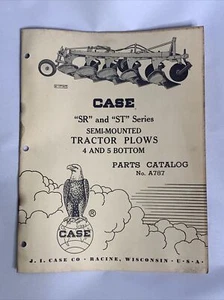 CASE
"SR" and "ST" Series
SEMI-MOUNTED
TRACTOR PLOWS
4 AND 5 BOTTOM
PARTS CATALOG
No. A787
CASE
®
J. I. CASE CO · RACINE, WISCONSIN · U·S·A·